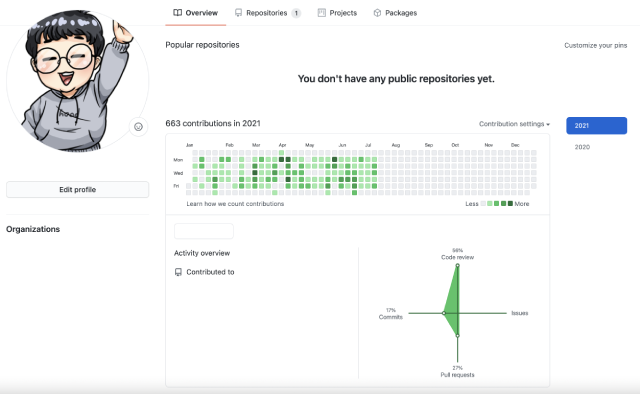 Overview
Repositories 1
Projects
Packages
Popular repositories
Customize your pins
You don't have any public repositories yet.
663 contributions in 2021
Contribution settings
2021
2020
Jan Feb Mar Apr May Jun Jul Aug Sep Oct Nov Dec
Mon
Wed
Fri
Learn how we count contributions
Less
More
Edit profile
Organizations
Activity overview
Contributed to
56%
Code review
17%
Commits
Issues
27%
Pull requests